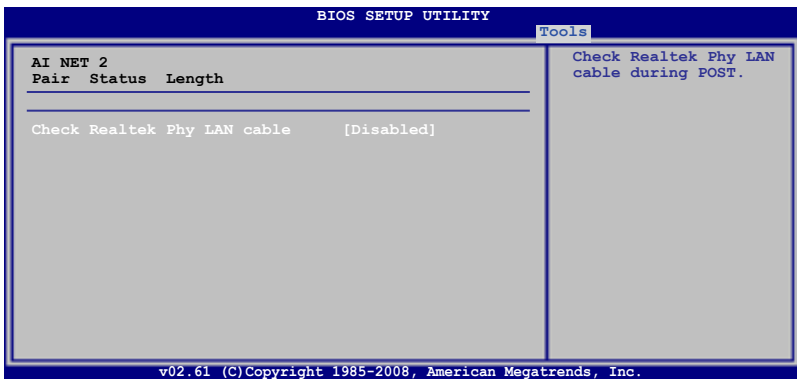 BIOS SETUP UTILITY
Tools
AI NET 2
Pair Status Length
Check Realtek Phy LAN cable [Disabled]
Check Realtek Phy LAN
cable during POST.
v02.61 (C)Copyright 1985-2008, American Megatrends, Inc.